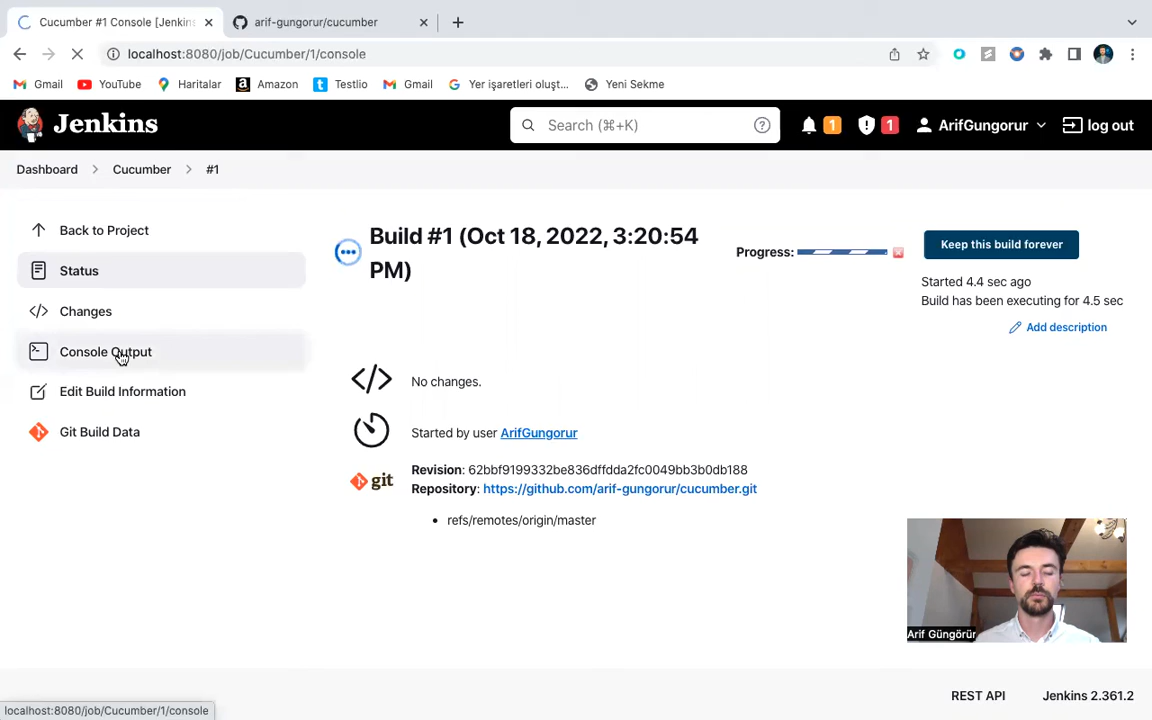 Cucumber #1 Console [Jenkins
arif-gungorur/cucumber
localhost:8080/job/Cucumber/1/console
Gmail
YouTube
Haritalar
Amazon
Testlio
Gmail
Yer işaretleri oluşt...
Yeni Sekme
Jenkins
Search (⌘+K)
1
1
ArifGungorur
log out
Dashboard
Cucumber
#1
Back to Project
Status
Changes
Console Output
Edit Build Information
Git Build Data
Build #1 (Oct 18, 2022, 3:20:54
PM)
Progress:
Keep this build forever
Started 4.4 sec ago
Build has been executing for 4.5 sec
Add description
No changes.
Started by user ArifGungorur
git
Revision: 62bbf9199332be836dffdda2fc0049bb3b0db188
Repository: https://github.com/arif-gungorur/cucumber.git
refs/remotes/origin/master
Arif Güngörür
REST API
Jenkins 2.361.2
localhost:8080/job/Cucumber/1/console